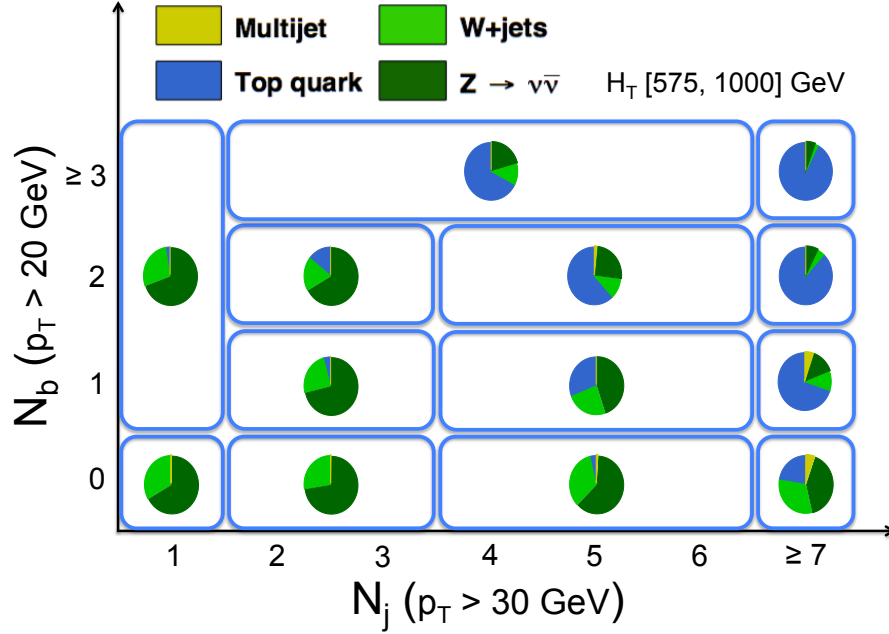 Multijet
W+jets
Top quark
Z → νν̅
H_T [575, 1000] GeV
N_b (p_T > 20 GeV)
≥ 3
2
1
0
1 2 3 4 5 6 ≥ 7
N_j (p_T > 30 GeV)